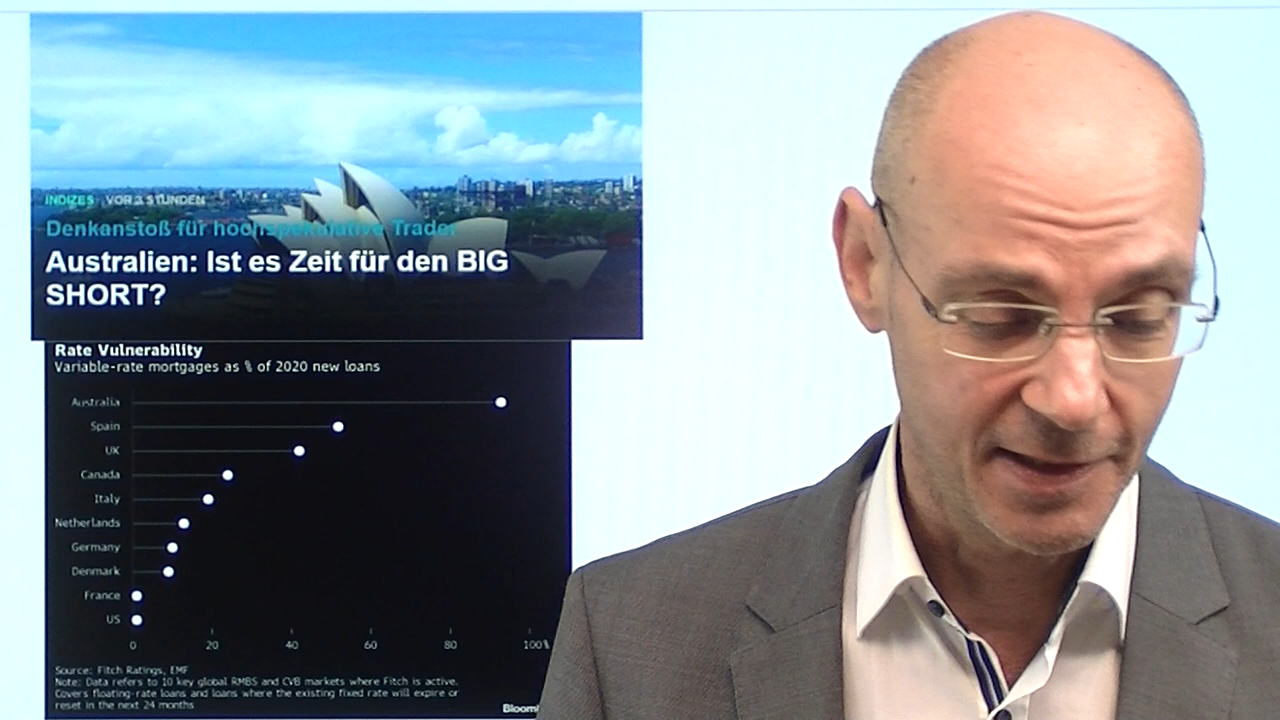 INDIZES VOR 3 STUNDEN
Denkanstoß für hochspekulative Trader
Australien: Ist es Zeit für den BIG
SHORT?
Rate Vulnerability
Variable-rate mortgages as % of 2020 new loans
Australia
Spain
UK
Canada
Italy
Netherlands
Germany
Denmark
France
US
0 20 40 60 80 100%
Source: Fitch Ratings, EMF
Note: Data refers to 10 key global RMBS and CVB markets where Fitch is active.
Covers floating-rate loans and loans where the existing fixed rate will expire or
reset in the next 24 months
Bloom